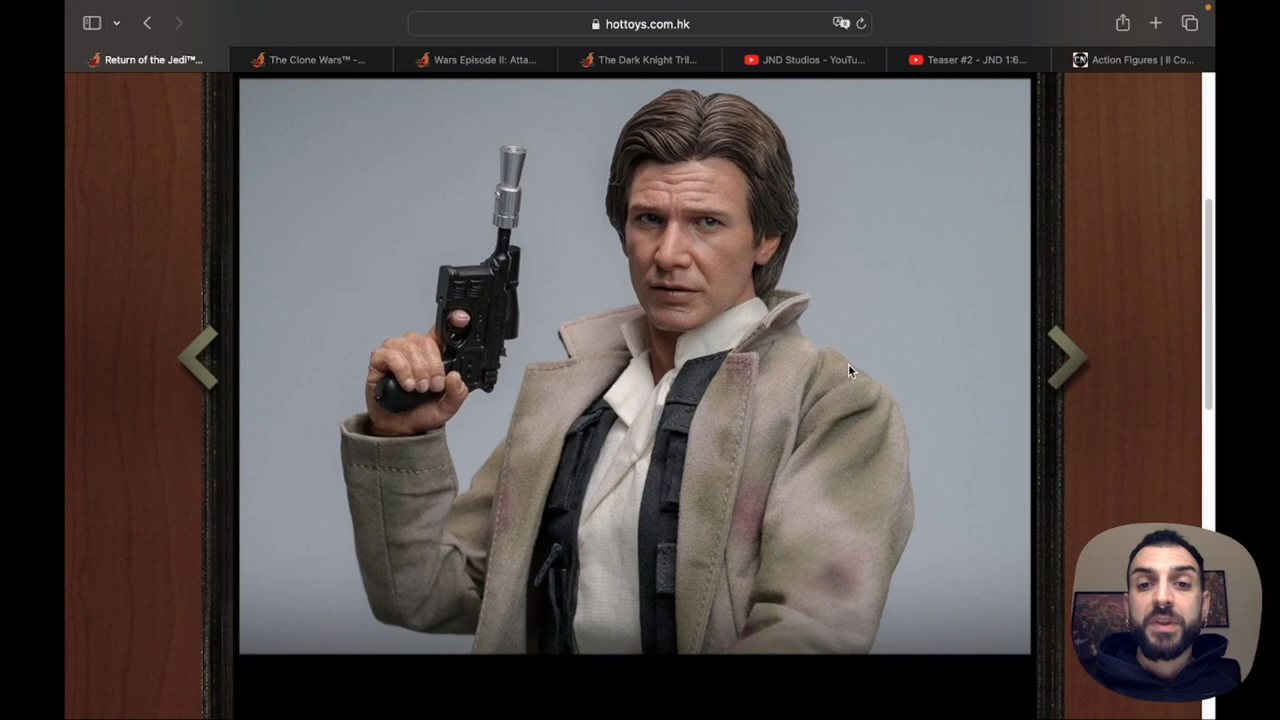 hottoys.com.hk
Return of the Jedi™...
The Clone Wars™ -...
Wars Episode II: Atta...
The Dark Knight Tril...
JND Studios - YouTu...
Teaser #2 - JND 1:6...
CN
Action Figures | Il Co...